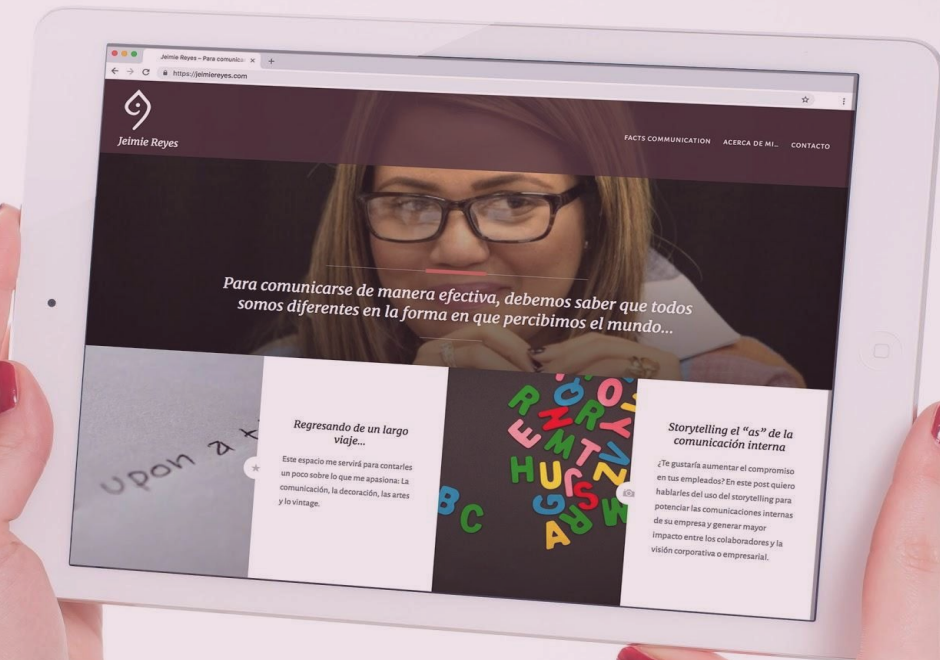 Jeimie Reyes – Para comunic
https://jeimiereyes.com
Jeimie Reyes
FACTS COMMUNICATION ACERCA DE MI... CONTACTO
Para comunicarse de manera efectiva, debemos saber que todos
somos diferentes en la forma en que percibimos el mundo...
upon a t
Regresando de un largo
viaje...
Este espacio me servirá para contarles
un poco sobre lo que me apasiona: La
comunicación, la decoración, las artes
y lo vintage.
B C
Storytelling el “as” de la
comunicación interna
¿Te gustaría aumentar el compromiso
en tus empleados? En este post quiero
hablarles del uso del storytelling para
potenciar las comunicaciones internas
de su empresa y generar mayor
impacto entre los colaboradores y la
visión corporativa o empresarial.